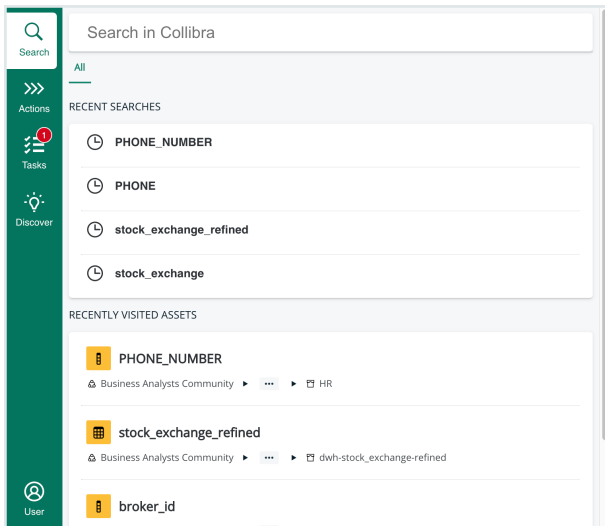 Search
Actions
1
Tasks
Discover
User
Search in Collibra
All
RECENT SEARCHES
PHONE_NUMBER
PHONE
stock_exchange_refined
stock_exchange
RECENTLY VISITED ASSETS
PHONE_NUMBER
Business Analysts Community ▸ ... ▸ HR
stock_exchange_refined
Business Analysts Community ▸ ... ▸ dwh-stock_exchange-refined
broker_id